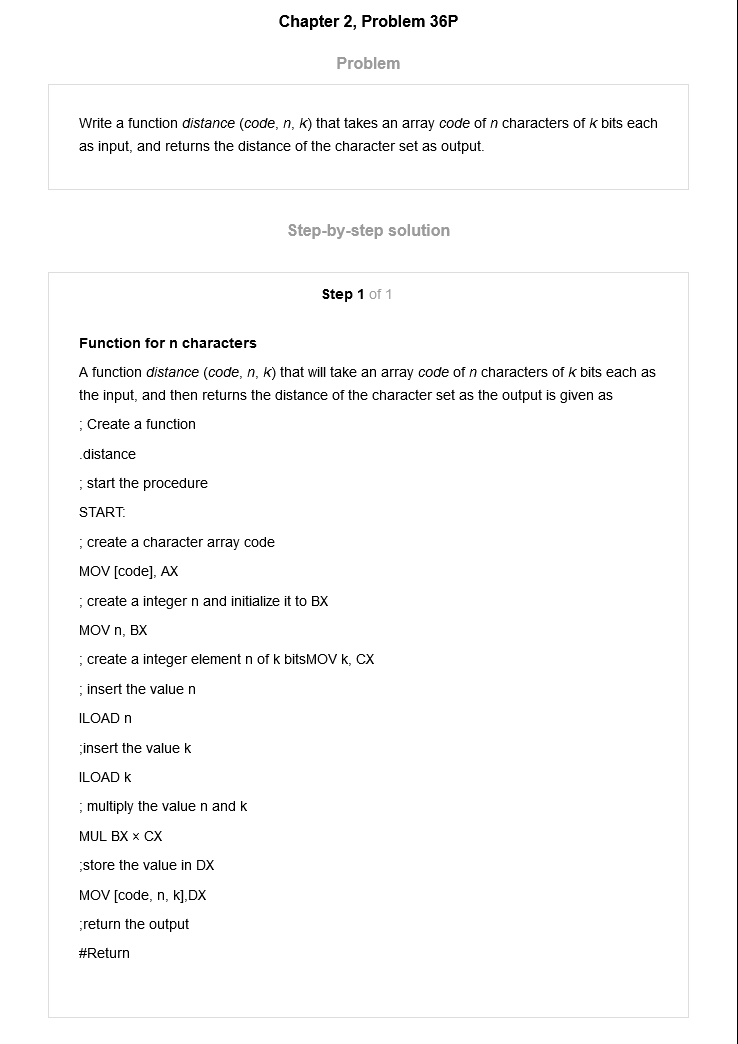 Chapter 2, Problem 36P
Problem
Write a function distance (code, n, k) that takes an array code of n characters of k bits each
as input, and returns the distance of the character set as output.
Step-by-step solution
Step 1 of 1
Function for n characters
A function distance (code, n, k) that will take an array code of n characters of k bits each as
the input, and then returns the distance of the character set as the output is given as
; Create a function
.distance
; start the procedure
START:
; create a character array code
MOV [code], AX
; create a integer n and initialize it to BX
MOV n, BX
; create a integer element n of k bitsMOV k, CX
; insert the value n
ILOAD n
;insert the value k
ILOAD k
; multiply the value n and k
MUL BX × CX
;store the value in DX
MOV [code, n, k],DX
;return the output
#Return